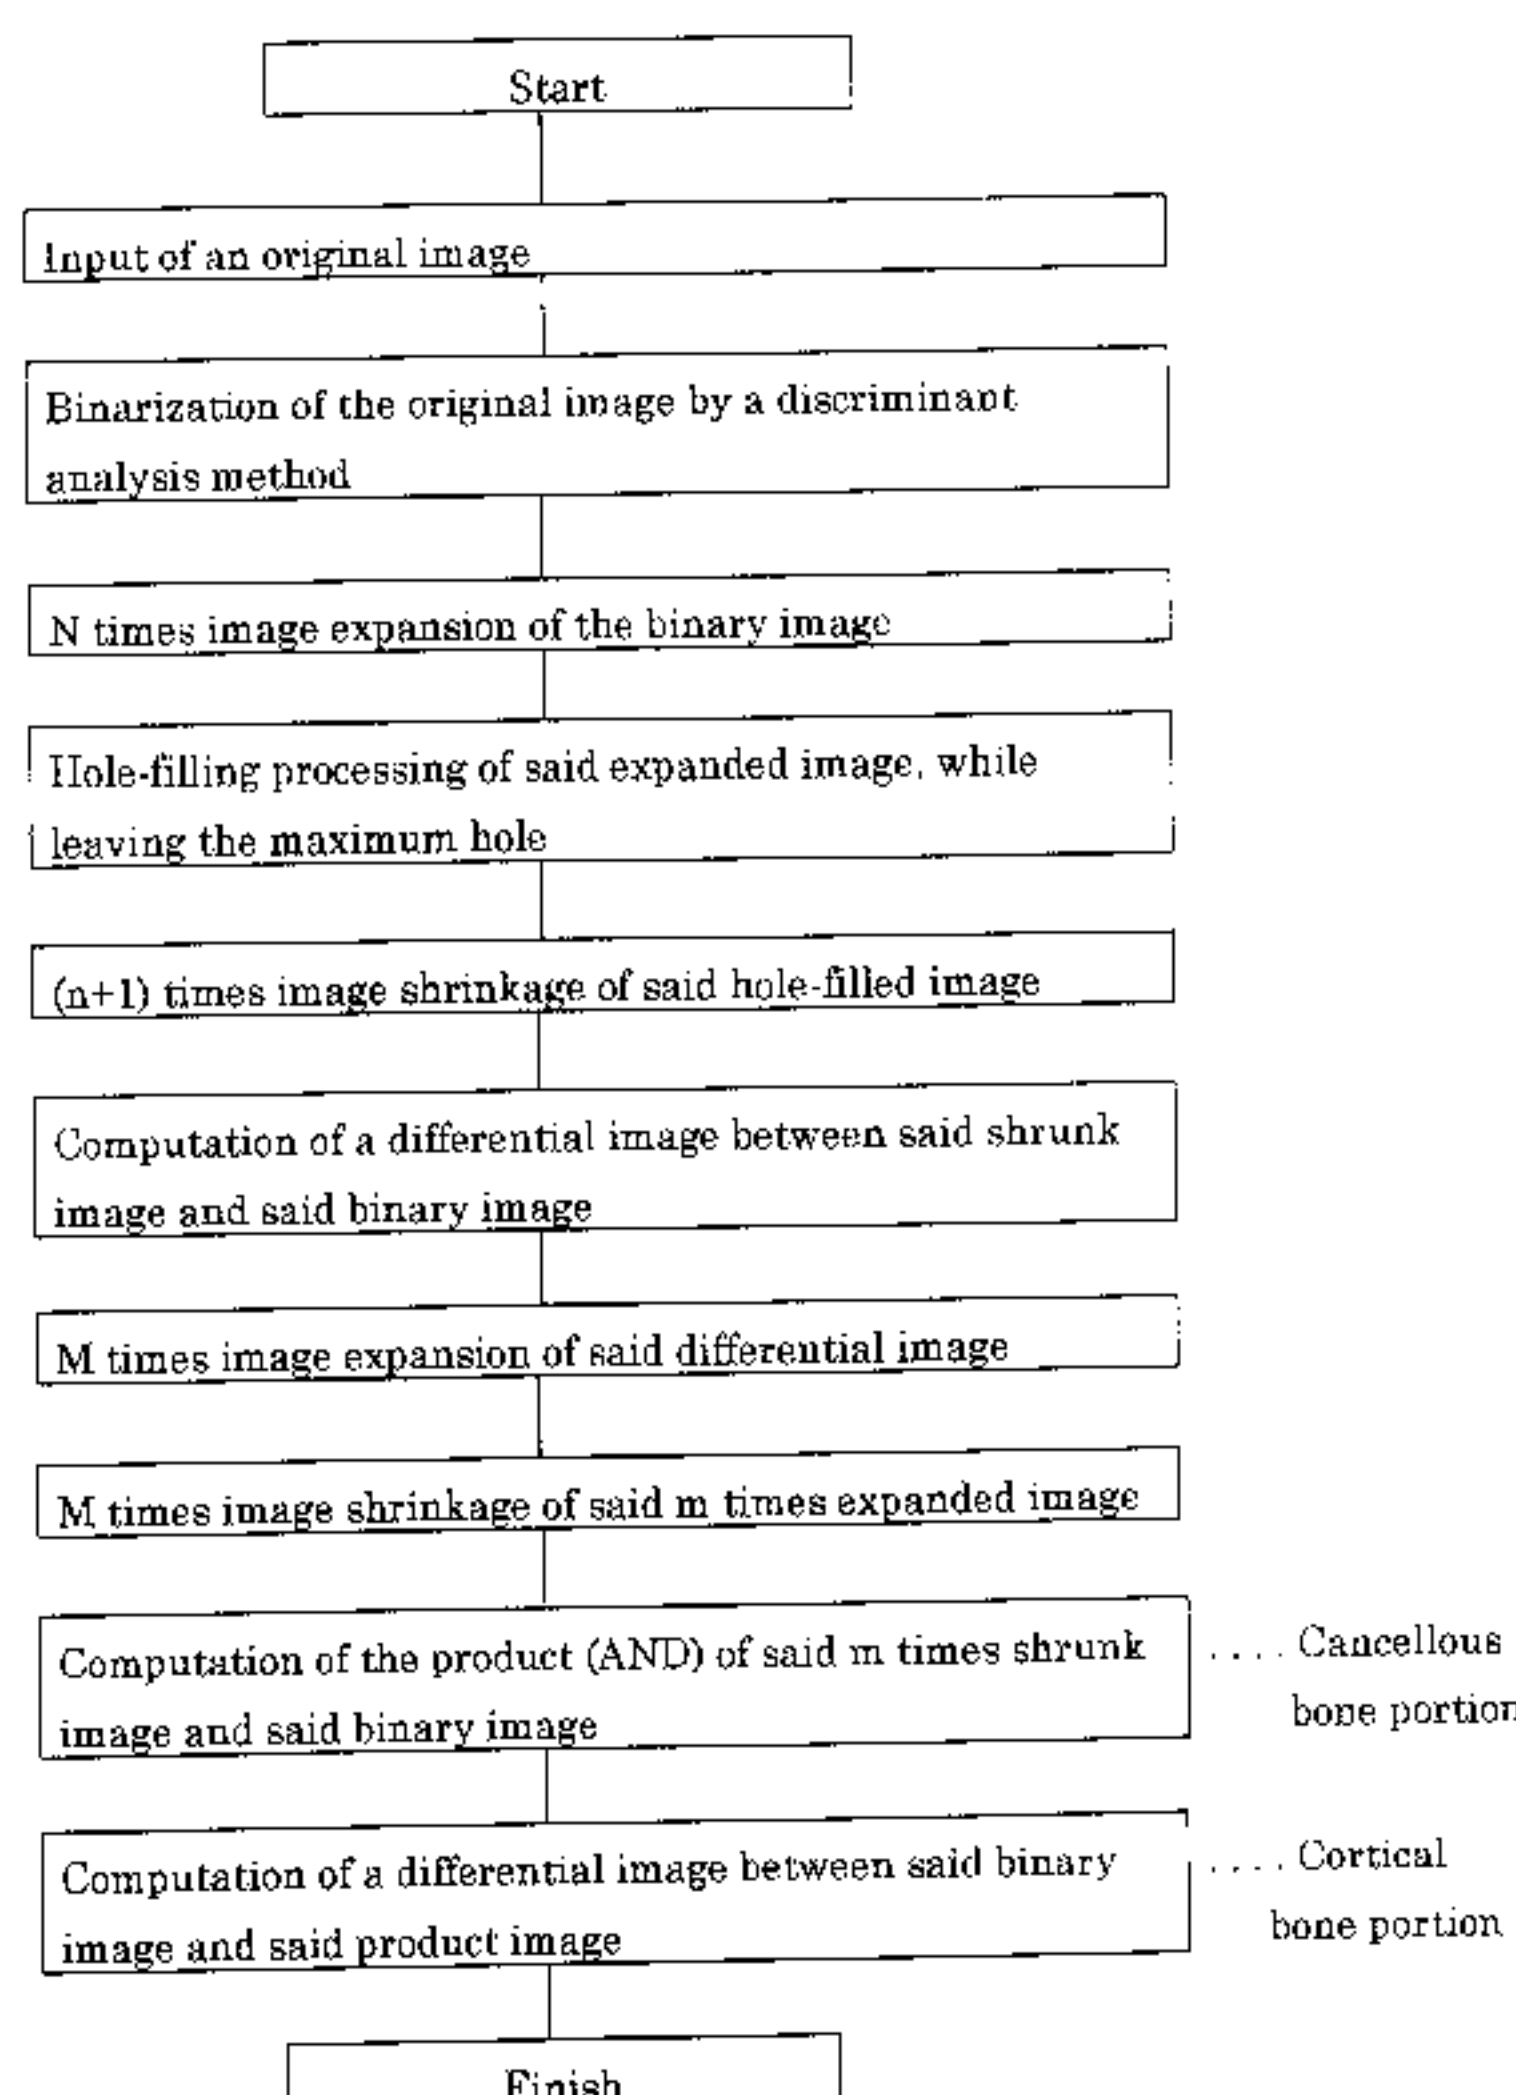 Start
Input of an original image
Binarization of the original image by a discriminant
analysis method
N times image expansion of the binary image
Hole-filling processing of said expanded image, while
leaving the maximum hole
(n+1) times image shrinkage of said hole-filled image
Computation of a differential image between said shrunk
image and said binary image
M times image expansion of said differential image
M times image shrinkage of said m times expanded image
Computation of the product (AND) of said m times shrunk
image and said binary image
.... Cancellous
bone portion
Computation of a differential image between said binary
image and said product image
.... Cortical
bone portion
Finish